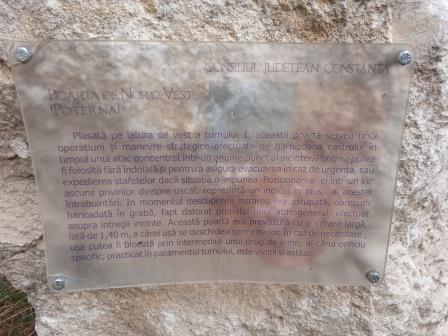 CONSILIUL JUDEȚEAN CONSTANȚA
POARTA DE NORD-VEST
(POTERNA)
Plasată pe latura de vest a turnului 1, această poartă servea unor
operațiuni și manevre strategice efectuate de garnizoana castrului în
timpul unui atac concentrat într-un anume punct al incintei. Poterna putea
fi folosită fără îndoială și pentru a asigura evacuarea în caz de urgență, sau
expedierea ștafetelor dacă situația o impunea. Poziționarea ei într-un loc
ascuns privirilor dinspre uscat, reprezintă un indiciu în plus al acestei
întrebuințări. În momentul descoperirii, intrarea era astupată, oarecum
baricadată în grabă, fapt datorat probabil unui atac general, efectuat
asupra întregii incinte. Această poartă era prevăzută cu o intrare largă,
lată de 1,40 m, a cărei ușă se deschidea spre interior. În caz de necesitate,
ușa putea fi blocată prin intermediul unui drug de lemn, al cărui orificiu
specific, practicat în paramentul turnului, este vizibil și astăzi.